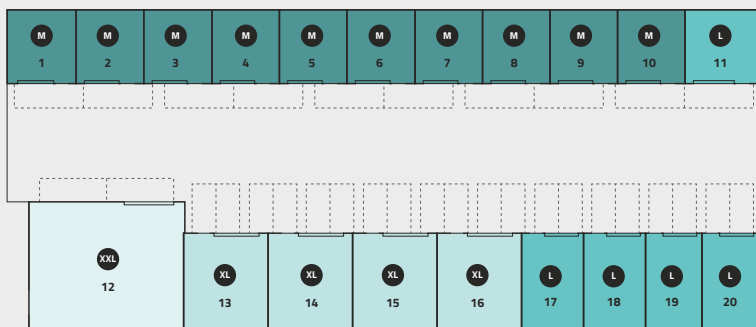 M M M M M M M M M M L
1 2 3 4 5 6 7 8 9 10 11
XXL XL XL XL XL L L L L
12 13 14 15 16 17 18 19 20